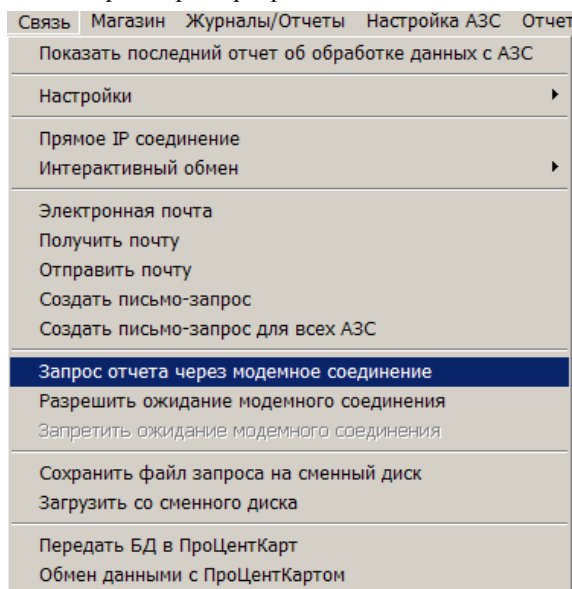 Связь Магазин Журналы/Отчеты Настройка АЗС Отчет
Показать последний отчет об обработке данных с АЗС
Настройки
Прямое IP соединение
Интерактивный обмен
Электронная почта
Получить почту
Отправить почту
Создать письмо-запрос
Создать письмо-запрос для всех АЗС
Запрос отчета через модемное соединение
Разрешить ожидание модемного соединения
Запретить ожидание модемного соединения
Сохранить файл запроса на сменный диск
Загрузить со сменного диска
Передать БД в ПроЦентКарт
Обмен данными с ПроЦентКартом